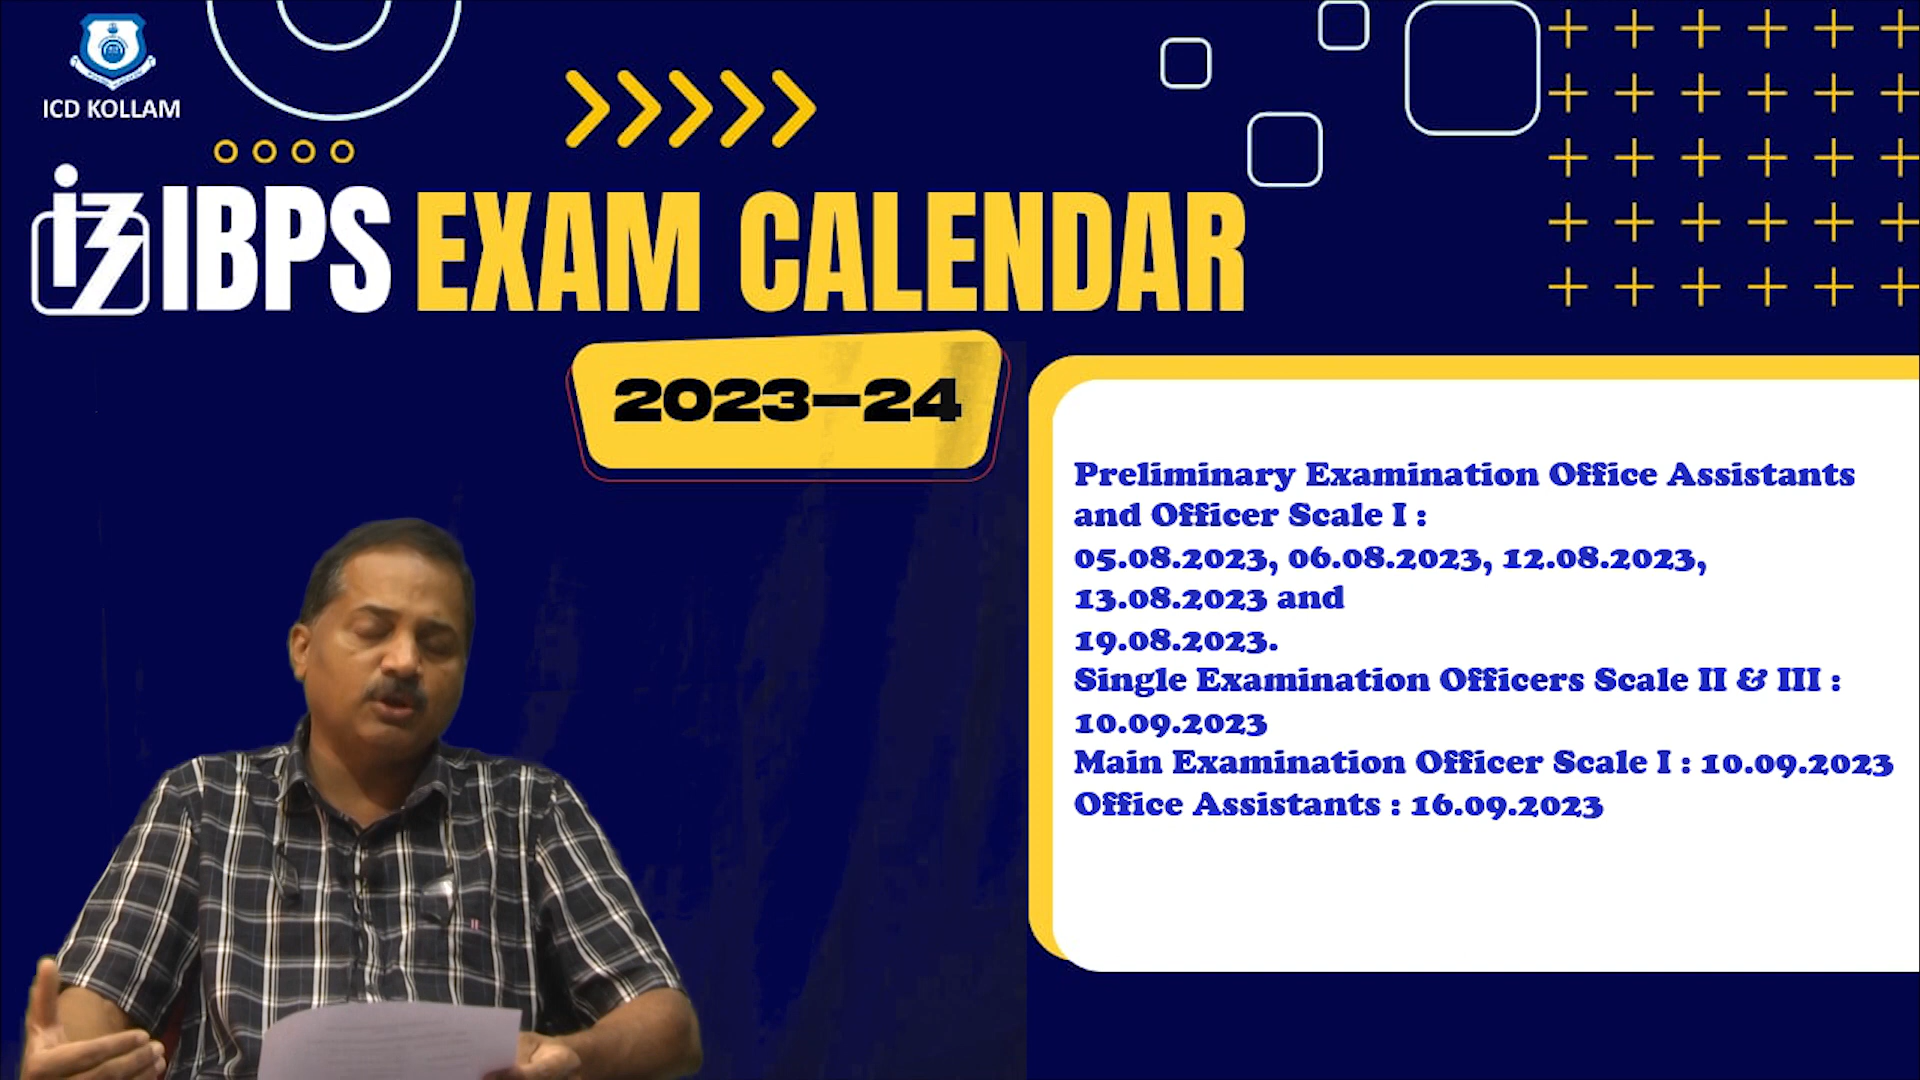 ICD KOLLAM
IBPS EXAM CALENDAR
2023-24
Preliminary Examination Office Assistants
and Officer Scale I :
05.08.2023, 06.08.2023, 12.08.2023,
13.08.2023 and
19.08.2023.
Single Examination Officers Scale II & III :
10.09.2023
Main Examination Officer Scale I : 10.09.2023
Office Assistants : 16.09.2023